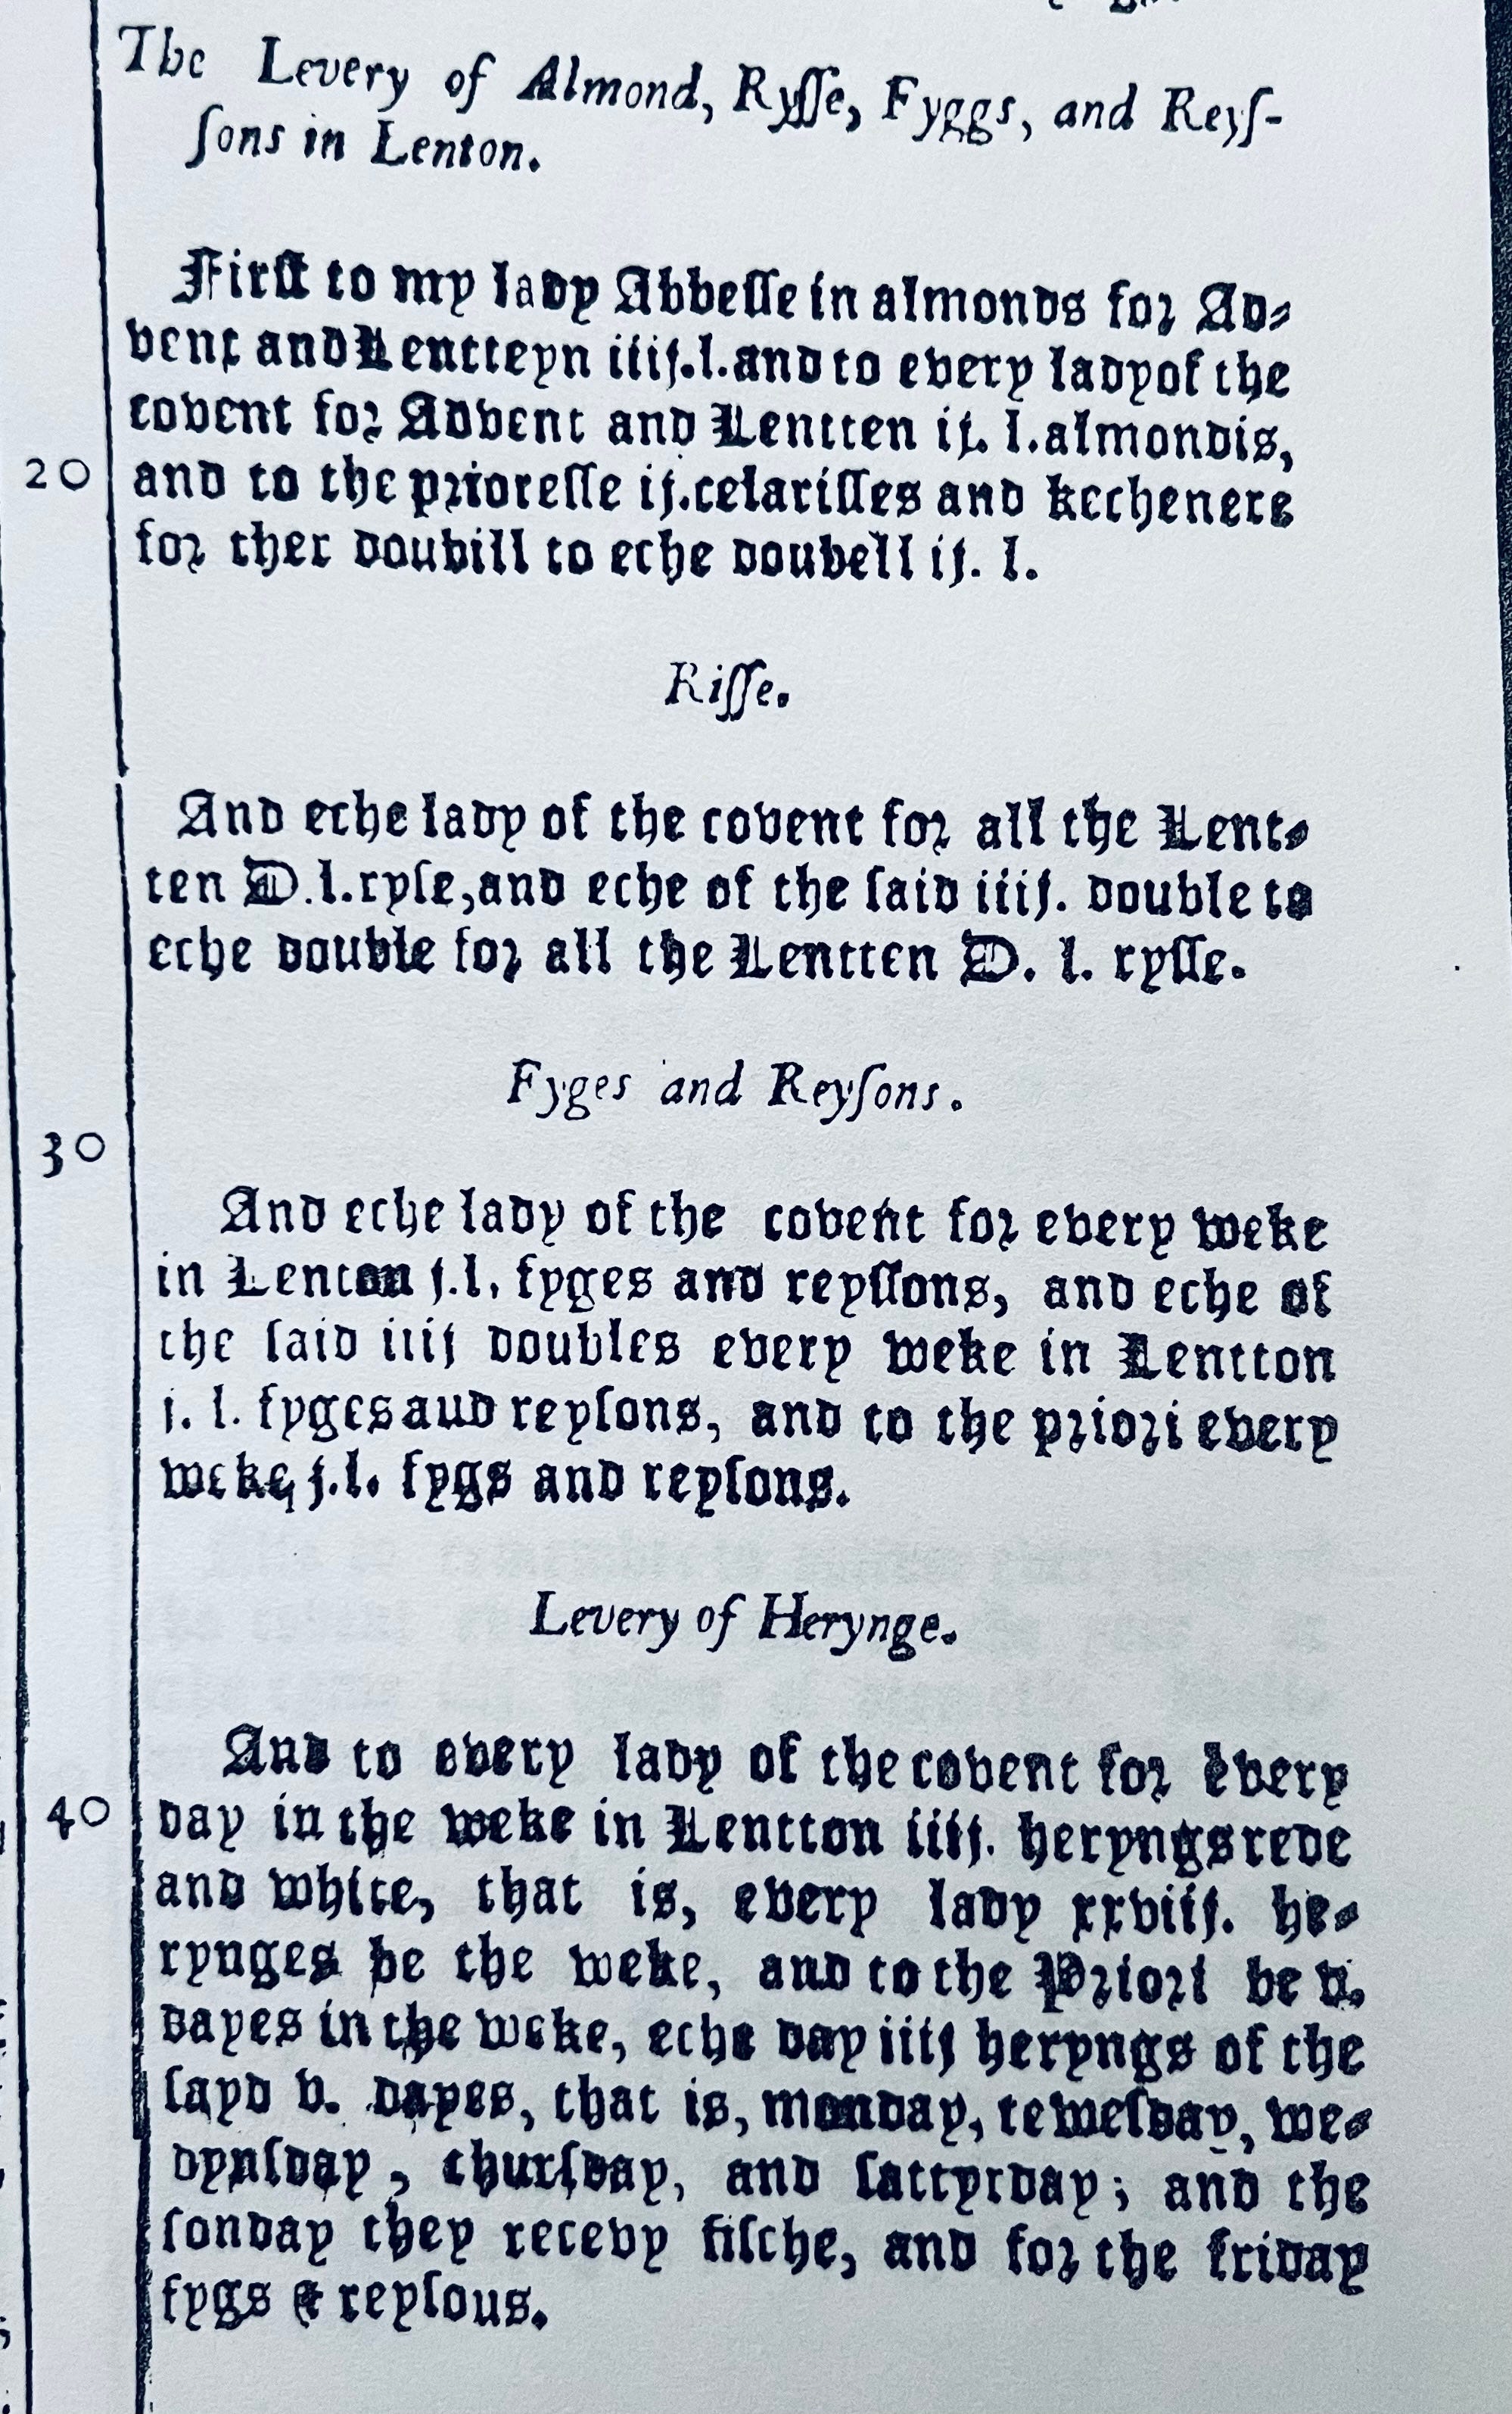 The Levery of Almond, Ryſſe, Fyggs, and Reyſ-
ſons in Lenton.
Firſt to my lady Abbeſſe in almonds for Ad-
vent and Lentteyn iiij.l. and to every lady of the
covent for Advent and Lentten ij. l. almondis,
20
and to the prioreſſe ij. celariſſes and kechenere
for ther doubill to eche doubell ij. l.
Riſſe.
And eche lady of the covent for all the Lent-
ten D.l. ryſe, and eche of the ſaid iiij. double to
eche double for all the Lentten D. l. ryſſe.
Fyges and Reyſons.
30
And eche lady of the covent for every weke
in Lenton j.l. fyges and reyſſons, and eche of
the ſaid iiij doubles every weke in Lentton
j. l. fyges aud reyſons, and to the priori every
weke j.l. fygs and reyſons.
Levery of Herynge.
And to every lady of the covent for every
40
day in the weke in Lentton iiij. heryngs rede
and white, that is, every lady xxviij. he-
rynges be the weke, and to the Priori be v.
dayes in the weke, eche day iiij heryngs of the
ſayd v. dayes, that is, monday, teweſday, we-
dynſday, thurſday, and ſattyrday; and the
ſonday they recevy fiſche, and for the friday
fygs & reyſous.